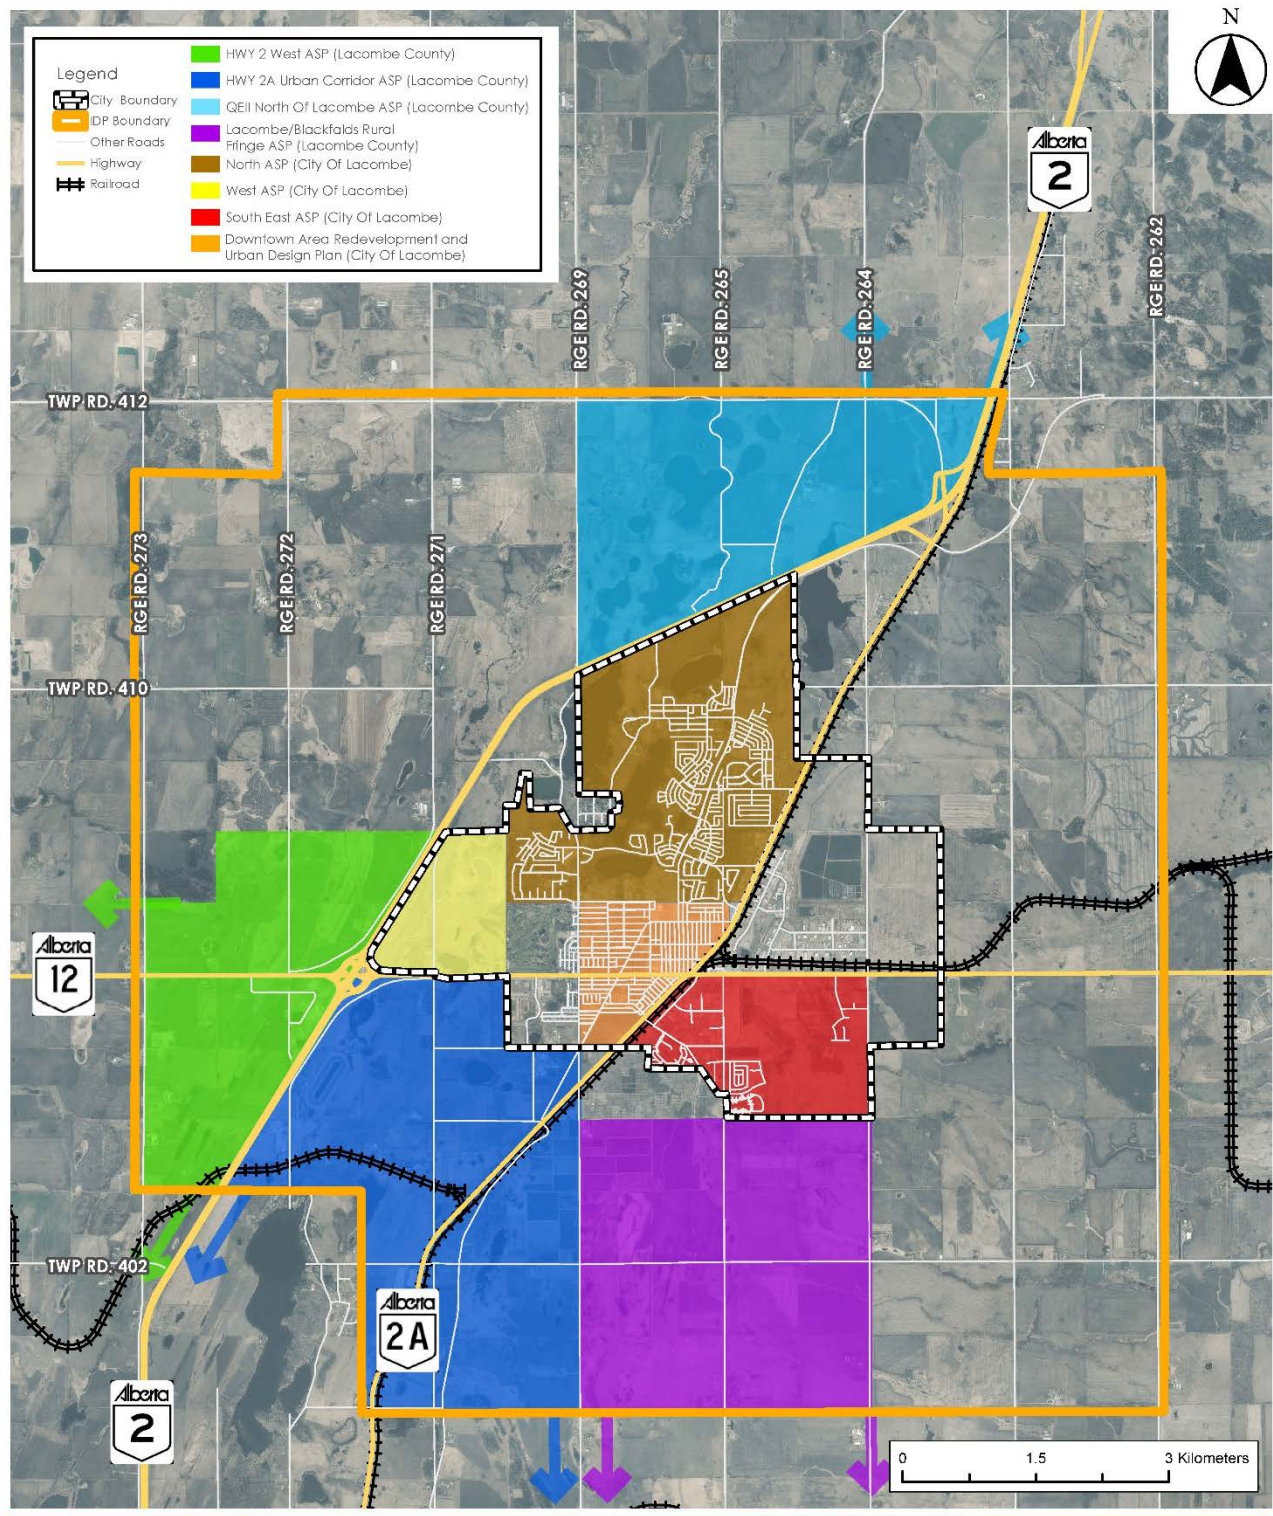 N
Legend
City Boundary
IDP Boundary
Other Roads
Highway
Railroad
HWY 2 West ASP (Lacombe County)
HWY 2A Urban Corridor ASP (Lacombe County)
QEII North Of Lacombe ASP (Lacombe County)
Lacombe/Blackfalds Rural
Fringe ASP (Lacombe County)
North ASP (City Of Lacombe)
West ASP (City Of Lacombe)
South East ASP (City Of Lacombe)
Downtown Area Redevelopment and
Urban Design Plan (City Of Lacombe)
Alberta
2
RGE RD. 269
RGE RD. 265
RGE RD. 264
RGE RD. 262
TWP RD. 412
RGE RD. 273
RGE RD. 272
RGE RD. 271
TWP RD. 410
Alberta
12
TWP RD. 402
Alberta
2A
Alberta
2
0 1.5 3 Kilometers